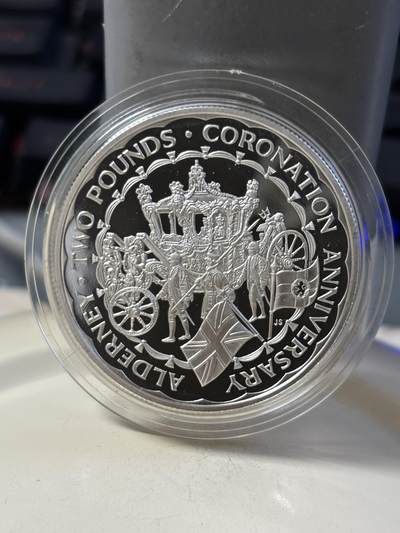 ALDERNEY · TWO POUNDS · CORONATION ANNIVERSARY
JS